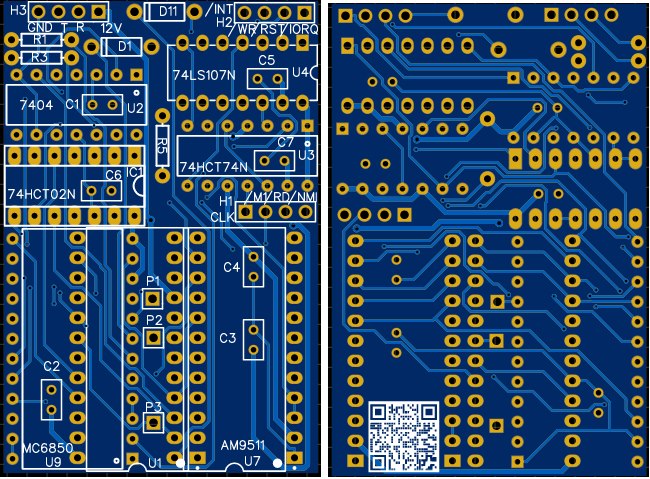 H3 D11 /INT H2
GND T R 12V /WR/RST/IORQ
R1 D1
R3
74LS107N C5 U4
7404 C1 U2
R5
C7 U3
74HCT74N
IC1
C6
74HCT02N
H1 /M1/RD/NMI
CLK
C4
P1
P2
C3
C2
P3
MC6850 AM9511
U9 U1 U7